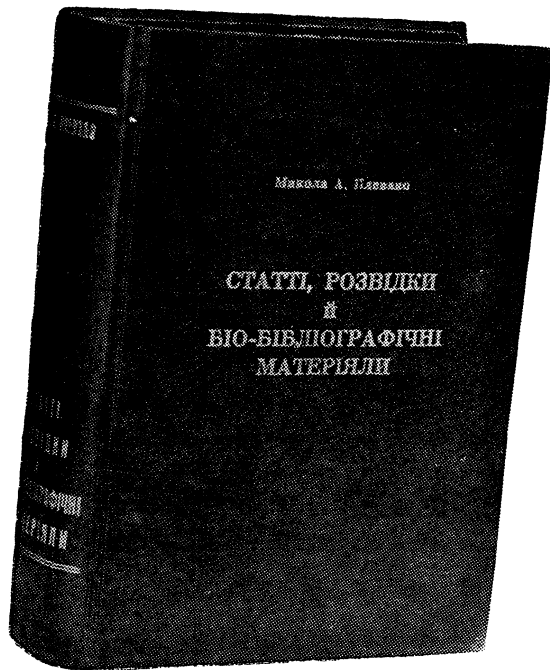 Микола А. Плевако
СТАТТІ, РОЗВІДКИ
Й
БІО-БІБЛІОГРАФІЧНІ
МАТЕРІЯЛИ